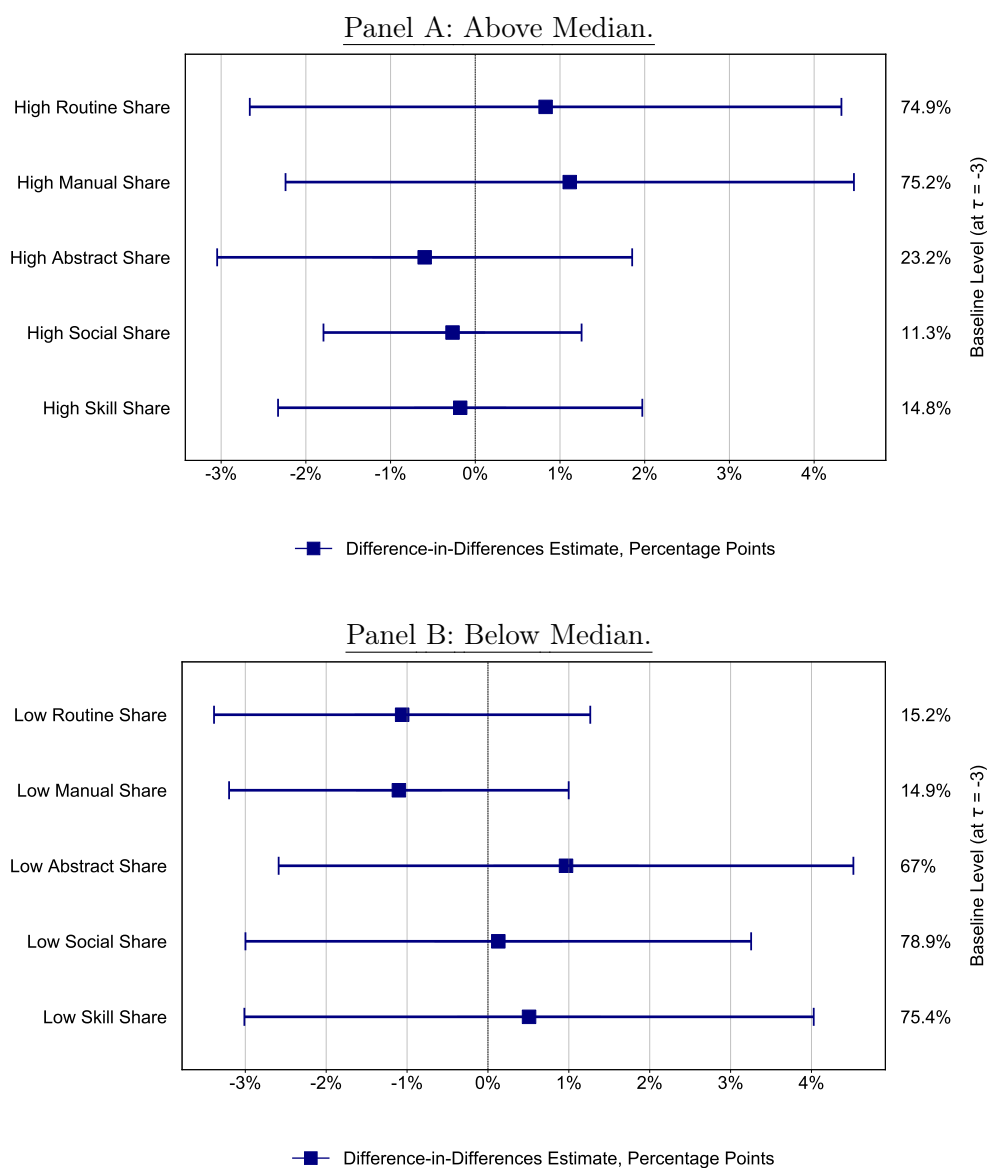 Panel A: Above Median.
High Routine Share 74.9%
High Manual Share 75.2%
High Abstract Share 23.2%
High Social Share 11.3%
High Skill Share 14.8%
Baseline Level (at τ = -3)
-3% -2% -1% 0% 1% 2% 3% 4%
Difference-in-Differences Estimate, Percentage Points
Panel B: Below Median.
Low Routine Share 15.2%
Low Manual Share 14.9%
Low Abstract Share 67%
Low Social Share 78.9%
Low Skill Share 75.4%
Baseline Level (at τ = -3)
-3% -2% -1% 0% 1% 2% 3% 4%
Difference-in-Differences Estimate, Percentage Points